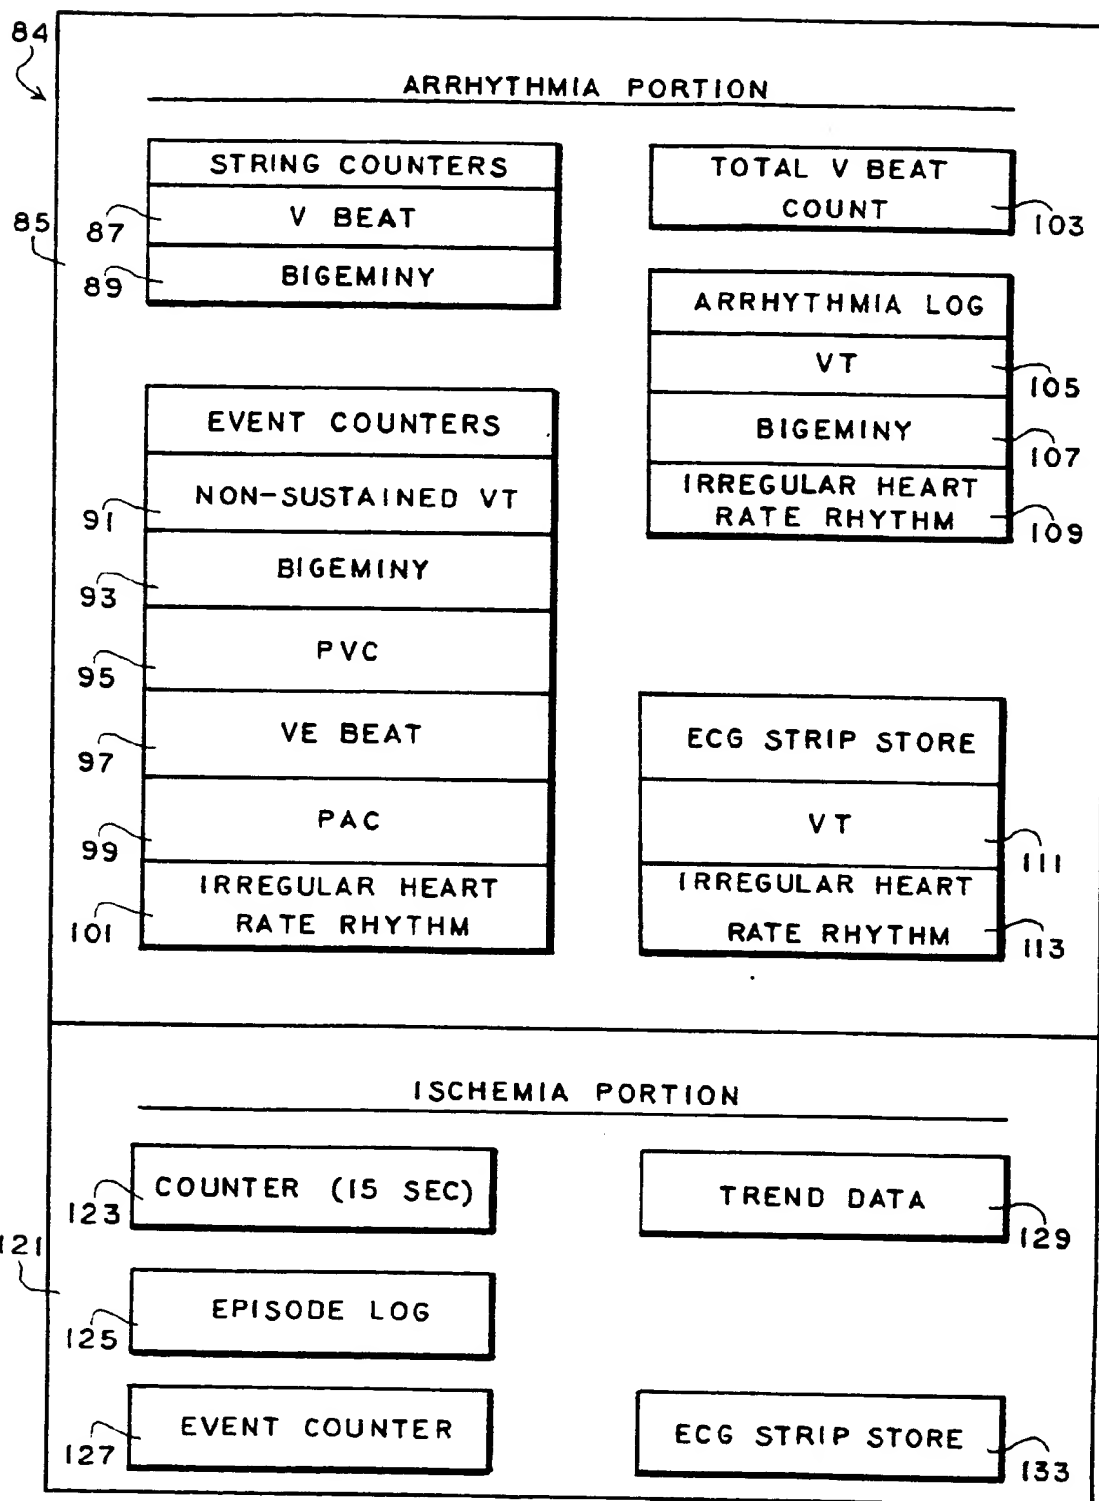 84
ARRHYTHMIA PORTION
85
STRING COUNTERS
87
V BEAT
89
BIGEMINY
TOTAL V BEAT
COUNT
103
ARRHYTHMIA LOG
VT
105
BIGEMINY
107
IRREGULAR HEART
RATE RHYTHM
109
EVENT COUNTERS
NON-SUSTAINED VT
91
BIGEMINY
93
PVC
95
VE BEAT
97
PAC
99
IRREGULAR HEART
RATE RHYTHM
101
ECG STRIP STORE
VT
111
IRREGULAR HEART
RATE RHYTHM
113
ISCHEMIA PORTION
121
COUNTER (15 SEC)
123
TREND DATA
129
EPISODE LOG
125
EVENT COUNTER
127
ECG STRIP STORE
133